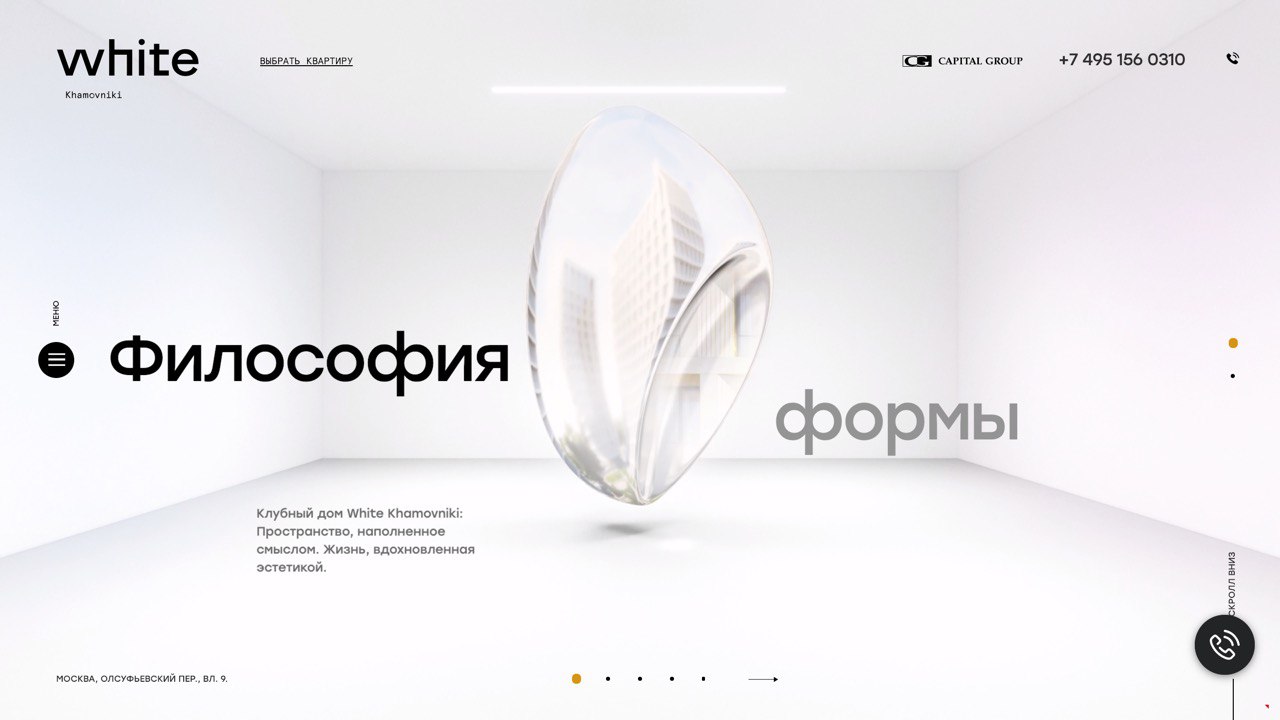 white
Khamovniki
ВЫБРАТЬ КВАРТИРУ
CG CAPITAL GROUP
+7 495 156 0310
МЕНЮ
Философия
формы
Клубный дом White Khamovniki:
Пространство, наполненное
смыслом. Жизнь, вдохновленная
эстетикой.
СКРОЛЛ ВНИЗ
МОСКВА, ОЛСУФЬЕВСКИЙ ПЕР., ВЛ. 9.